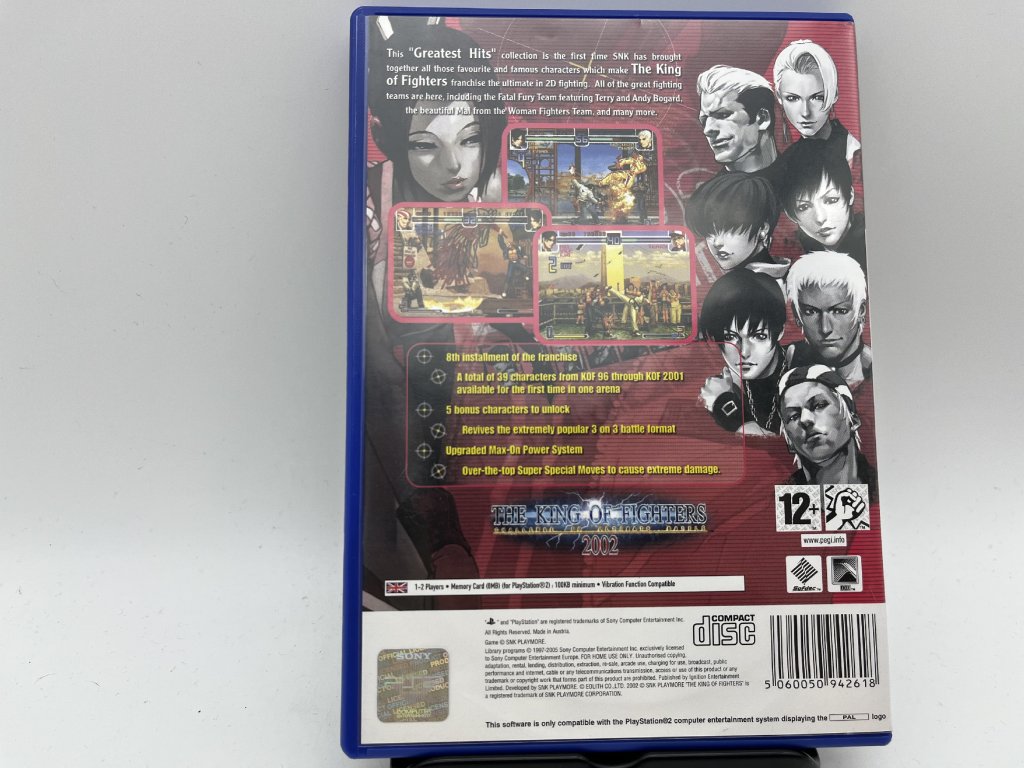 This "Greatest Hits" collection is the first time SNK has brought
together all those favourite and famous characters which make The King
of Fighters franchise the ultimate in 2D fighting. All of the great fighting
teams are here, including the Fatal Fury Team featuring Terry and Andy Bogard,
the beautiful Mai from the Woman Fighters Team, and many more.
8th installment of the franchise
A total of 39 characters from KOF 96 through KOF 2001
available for the first time in one arena
5 bonus characters to unlock
Revives the extremely popular 3 on 3 battle format
Upgraded Max-On Power System
Over-the-top Super Special Moves to cause extreme damage.
THE KING OF FIGHTERS
CHALLENGE TO ULTIMATE BATTLE
2002
12+
www.pegi.info
Sofdec™
1-2 Players • Memory Card (8MB) (for PlayStation®2) : 100KB minimum • Vibration Function Compatible
" " and "PlayStation" are registered trademarks of Sony Computer Entertainment Inc.
All Rights Reserved. Made in Austria.
Game © SNK PLAYMORE.
Library programs © 1997-2005 Sony Computer Entertainment Inc. exclusively licensed
to Sony Computer Entertainment Europe. FOR HOME USE ONLY. Unauthorised copying,
adaptation, rental, lending, distribution, extraction, re-sale, arcade use, charging for use, broadcast, public
performance and internet, cable or any telecommunications transmission, access or use of this product or any
trademark or copyright work that forms part of this product are prohibited. Published by Ignition Entertainment
Limited. Developed by SNK PLAYMORE. © EOLITH CO.,LTD. 2002 © SNK PLAYMORE "THE KING OF FIGHTERS" is
a registered trademark of SNK PLAYMORE CORPORATION.
COMPACT
disc
5 060050 942618
SONY
COMPUTER
This software is only compatible with the PlayStation®2 computer entertainment system displaying the PAL logo